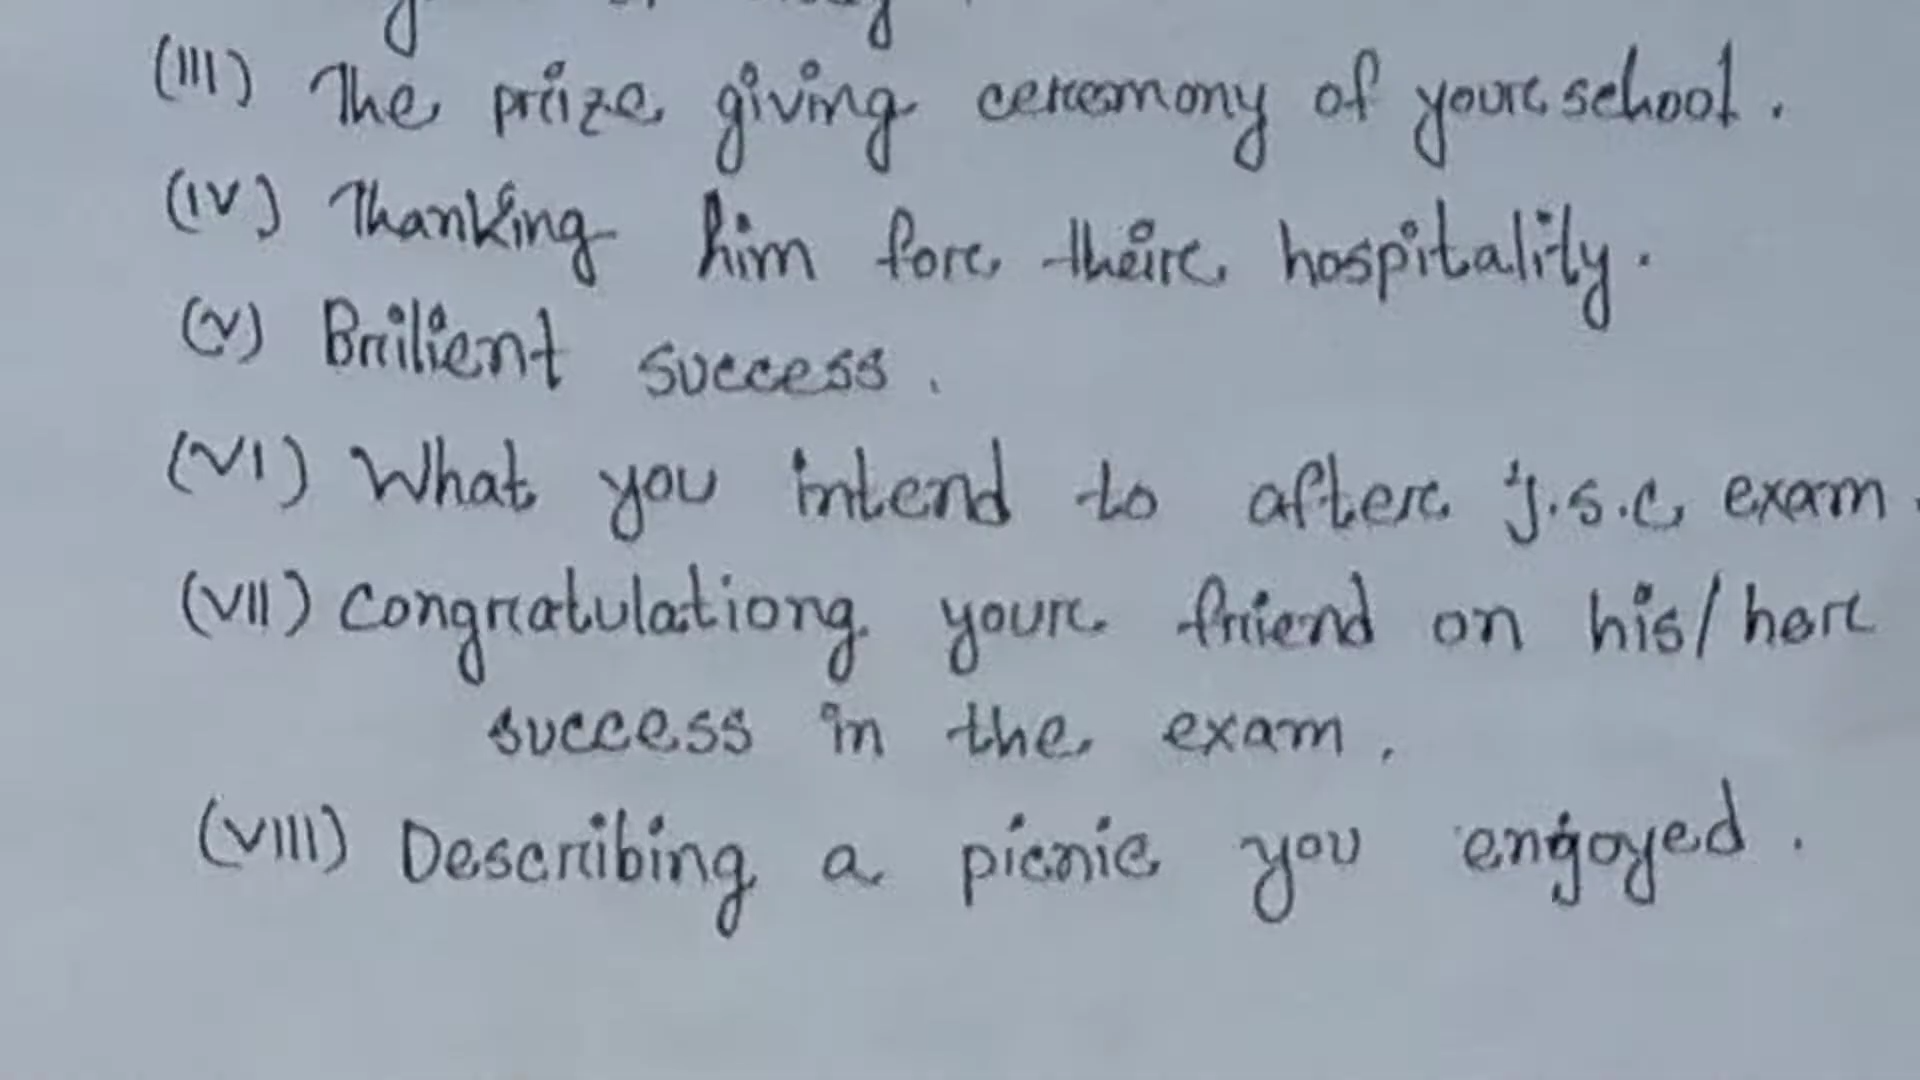 (III) The prize giving ceremony of your school.
(IV) Thanking him for their hospitality.
(V) Brilient success.
(VI) What you intend to after J.S.C exam.
(VII) Congratulationg your friend on his/her
success in the exam.
(VIII) Describing a picnic you engoyed.